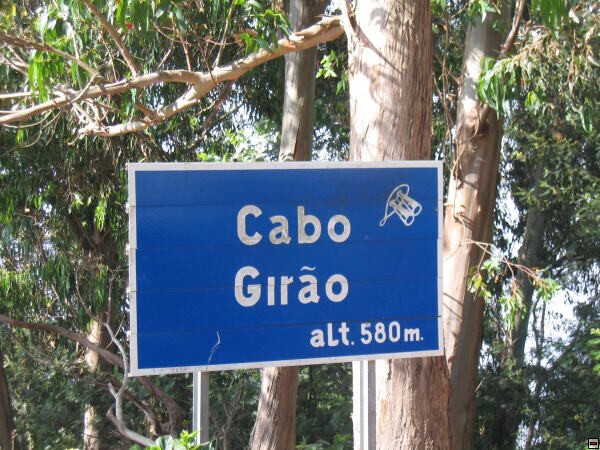 Cabo
Girão
alt. 580 m.